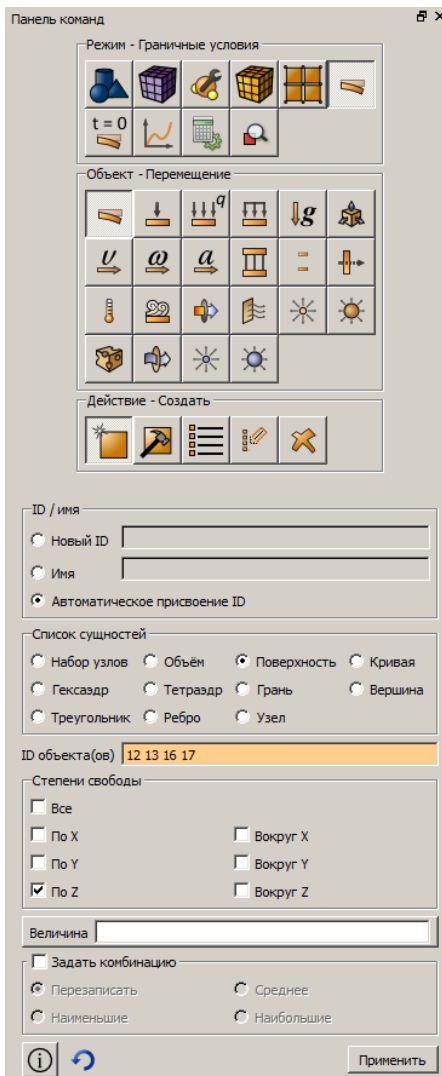 Панель команд
Режим - Граничные условия
t = 0
Объект - Перемещение
q
g
υ ω a
Действие - Создать
ID / имя
Новый ID
Имя
Автоматическое присвоение ID
Список сущностей
Набор узлов Объём Поверхность Кривая
Гексаэдр Тетраэдр Грань Вершина
Треугольник Ребро Узел
ID объекта(ов) 12 13 16 17
Степени свободы
Все
По X Вокруг X
По Y Вокруг Y
По Z Вокруг Z
Величина
Задать комбинацию
Перезаписать Среднее
Наименьшие Наибольшие
Применить